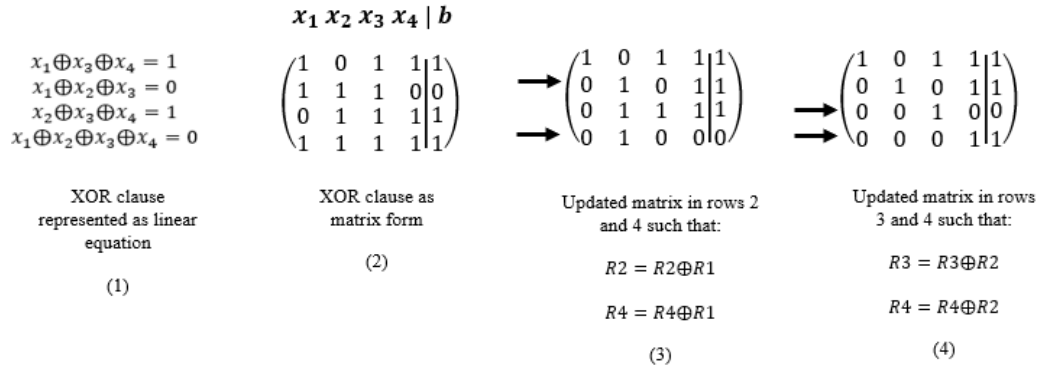 x₁ x₂ x₃ x₄ | b
x₁⊕x₃⊕x₄ = 1
x₁⊕x₂⊕x₃ = 0
x₂⊕x₃⊕x₄ = 1
x₁⊕x₂⊕x₃⊕x₄ = 0
1 0 1 1 | 1
1 1 1 0 | 0
0 1 1 1 | 1
1 1 1 1 | 1
1 0 1 1 | 1
0 1 0 1 | 1
0 1 1 1 | 1
0 1 0 0 | 0
1 0 1 1 | 1
0 1 0 1 | 1
0 0 1 0 | 0
0 0 0 1 | 1
XOR clause
represented as linear
equation
(1)
XOR clause as
matrix form
(2)
Updated matrix in rows 2
and 4 such that:
R2 = R2⊕R1
R4 = R4⊕R1
(3)
Updated matrix in rows
3 and 4 such that:
R3 = R3⊕R2
R4 = R4⊕R2
(4)